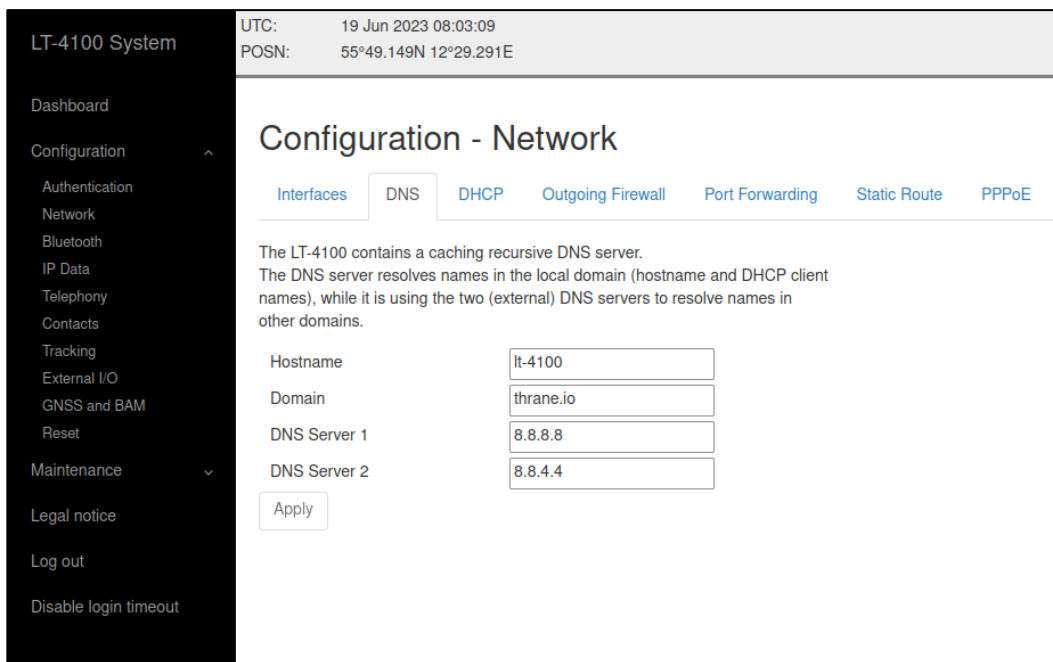 LT-4100 System
Dashboard
Configuration
Authentication
Network
Bluetooth
IP Data
Telephony
Contacts
Tracking
External I/O
GNSS and BAM
Reset
Maintenance
Legal notice
Log out
Disable login timeout
UTC: 19 Jun 2023 08:03:09
POSN: 55°49.149N 12°29.291E
Configuration - Network
Interfaces DNS DHCP Outgoing Firewall Port Forwarding Static Route PPPoE
The LT-4100 contains a caching recursive DNS server.
The DNS server resolves names in the local domain (hostname and DHCP client
names), while it is using the two (external) DNS servers to resolve names in
other domains.
Hostname lt-4100
Domain thrane.io
DNS Server 1 8.8.8.8
DNS Server 2 8.8.4.4
Apply